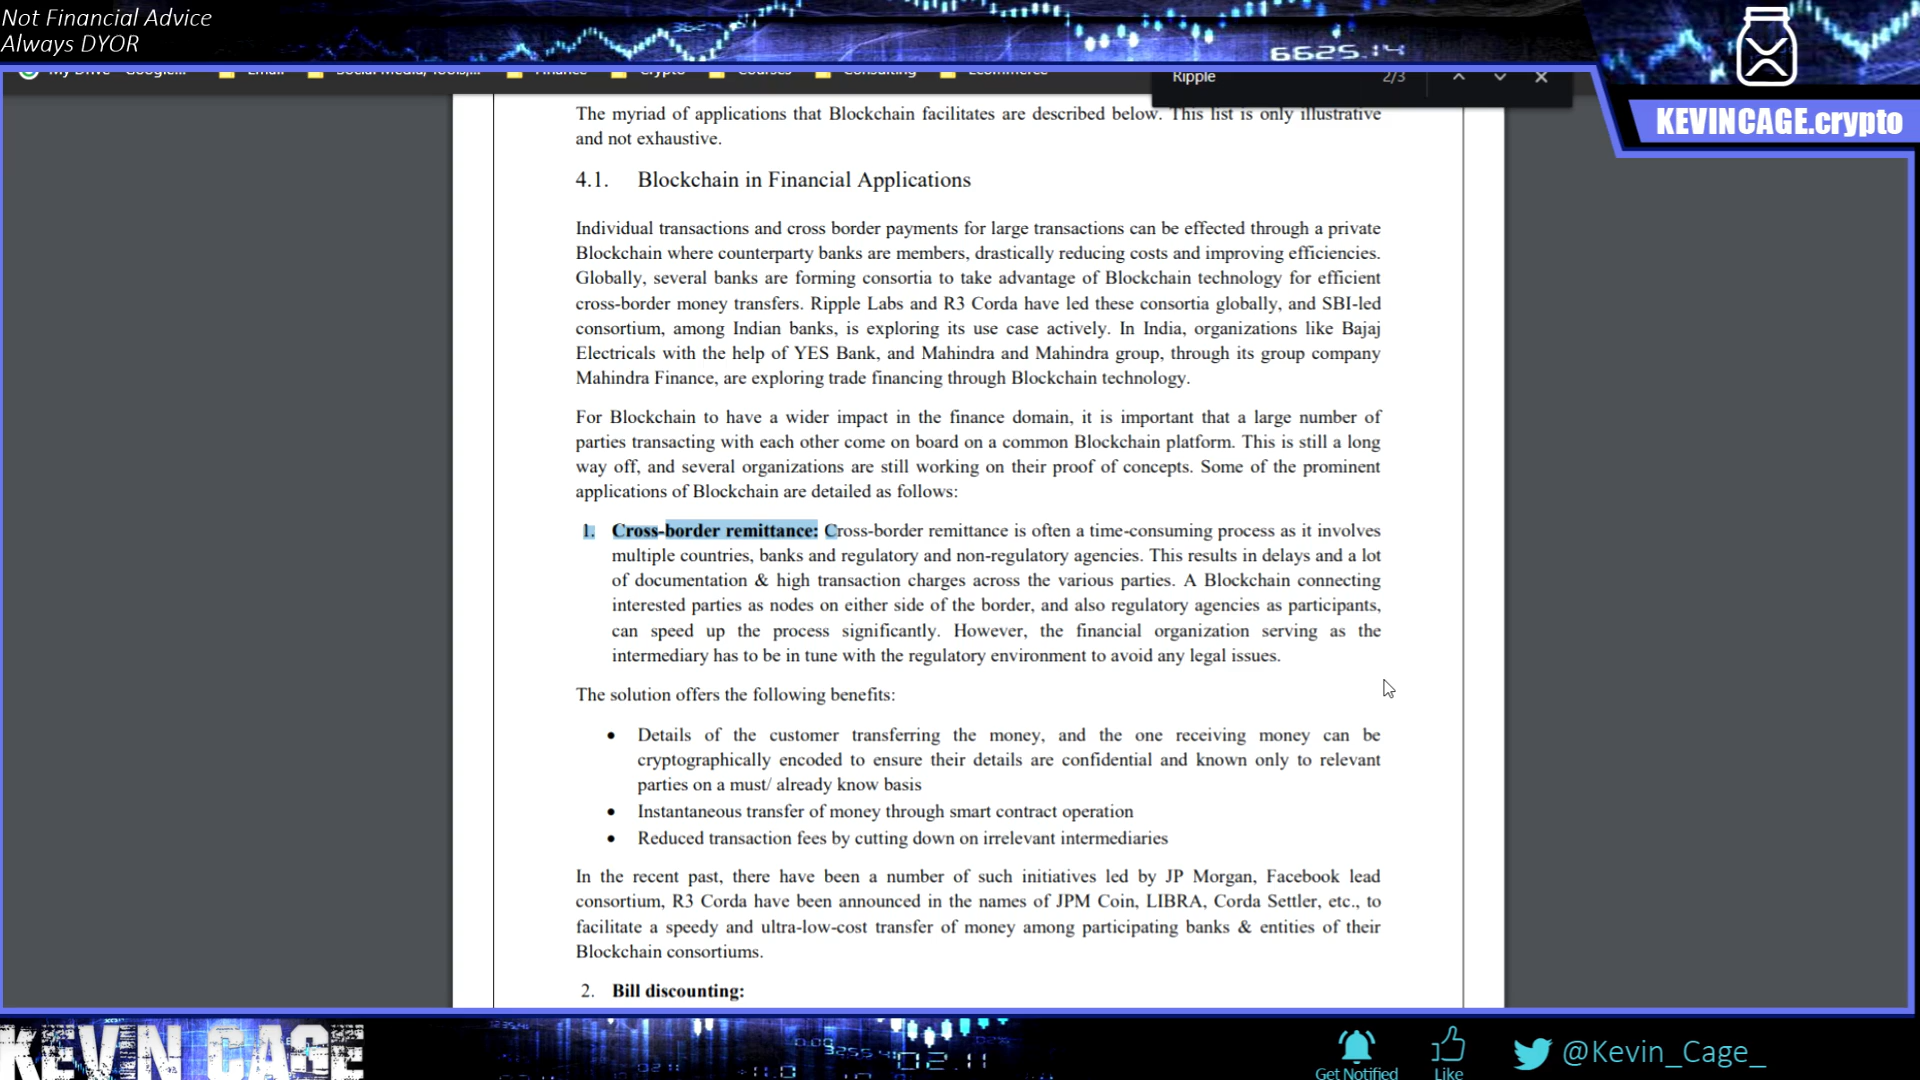 Not Financial Advice
Always DYOR
6625.14
My Drive - Google... Email Social Media, Tools,... Finance Crypto Courses Consulting Ecommerce
Ripple 2/3
KEVINCAGE.crypto
The myriad of applications that Blockchain facilitates are described below. This list is only illustrative
and not exhaustive.
4.1. Blockchain in Financial Applications
Individual transactions and cross border payments for large transactions can be effected through a private
Blockchain where counterparty banks are members, drastically reducing costs and improving efficiencies.
Globally, several banks are forming consortia to take advantage of Blockchain technology for efficient
cross-border money transfers. Ripple Labs and R3 Corda have led these consortia globally, and SBI-led
consortium, among Indian banks, is exploring its use case actively. In India, organizations like Bajaj
Electricals with the help of YES Bank, and Mahindra and Mahindra group, through its group company
Mahindra Finance, are exploring trade financing through Blockchain technology.
For Blockchain to have a wider impact in the finance domain, it is important that a large number of
parties transacting with each other come on board on a common Blockchain platform. This is still a long
way off, and several organizations are still working on their proof of concepts. Some of the prominent
applications of Blockchain are detailed as follows:
1. Cross-border remittance: Cross-border remittance is often a time-consuming process as it involves
multiple countries, banks and regulatory and non-regulatory agencies. This results in delays and a lot
of documentation & high transaction charges across the various parties. A Blockchain connecting
interested parties as nodes on either side of the border, and also regulatory agencies as participants,
can speed up the process significantly. However, the financial organization serving as the
intermediary has to be in tune with the regulatory environment to avoid any legal issues.
The solution offers the following benefits:
• Details of the customer transferring the money, and the one receiving money can be
cryptographically encoded to ensure their details are confidential and known only to relevant
parties on a must/ already know basis
• Instantaneous transfer of money through smart contract operation
• Reduced transaction fees by cutting down on irrelevant intermediaries
In the recent past, there have been a number of such initiatives led by JP Morgan, Facebook lead
consortium, R3 Corda have been announced in the names of JPM Coin, LIBRA, Corda Settler, etc., to
facilitate a speedy and ultra-low-cost transfer of money among participating banks & entities of their
Blockchain consortiums.
2. Bill discounting:
KEVIN CAGE
Get Notified
Like
@Kevin_Cage_